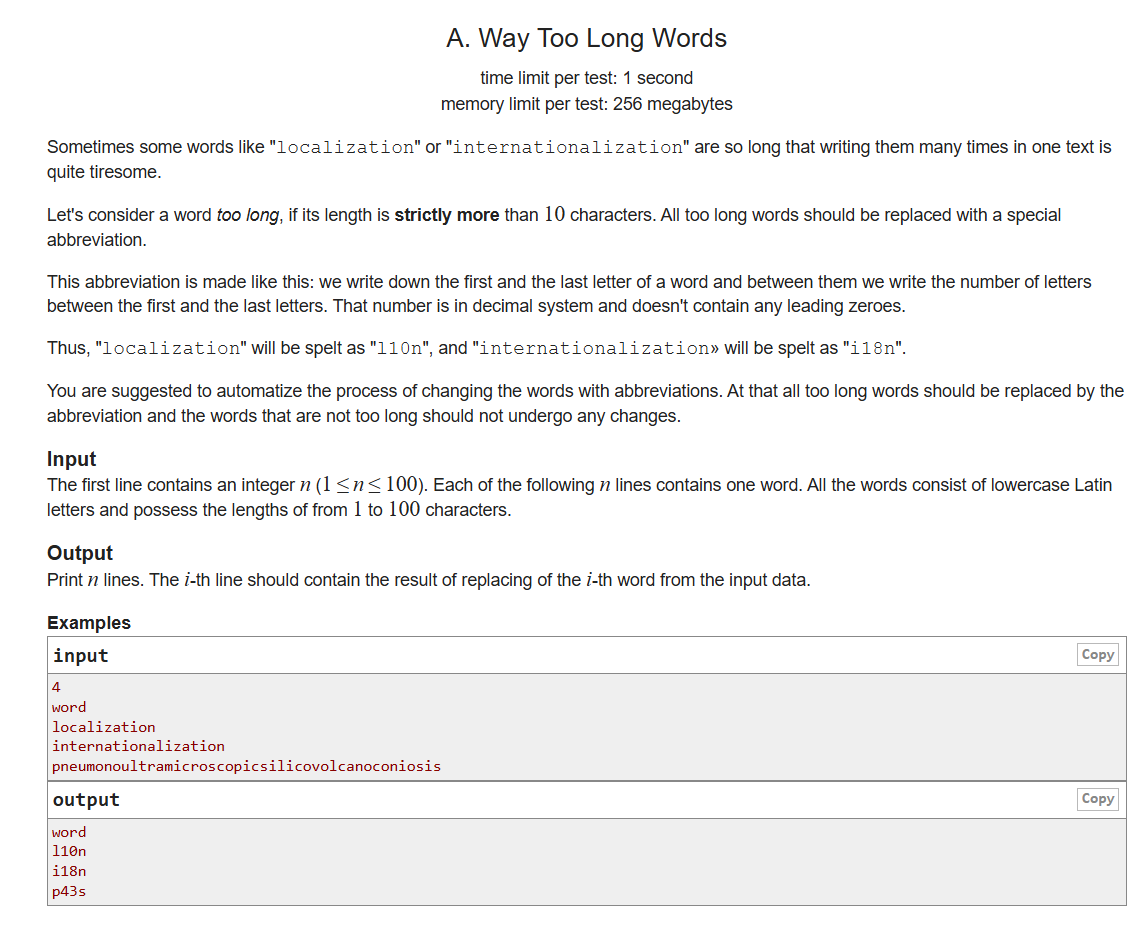 A. Way Too Long Words
time limit per test: 1 second
memory limit per test: 256 megabytes
Sometimes some words like "localization" or "internationalization" are so long that writing them many times in one text is
quite tiresome.
Let's consider a word too long, if its length is strictly more than 10 characters. All too long words should be replaced with a special
abbreviation.
This abbreviation is made like this: we write down the first and the last letter of a word and between them we write the number of letters
between the first and the last letters. That number is in decimal system and doesn't contain any leading zeroes.
Thus, "localization" will be spelt as "l10n", and "internationalization» will be spelt as "i18n".
You are suggested to automatize the process of changing the words with abbreviations. At that all too long words should be replaced by the
abbreviation and the words that are not too long should not undergo any changes.
Input
The first line contains an integer n (1 ≤ n ≤ 100). Each of the following n lines contains one word. All the words consist of lowercase Latin
letters and possess the lengths of from 1 to 100 characters.
Output
Print n lines. The i-th line should contain the result of replacing of the i-th word from the input data.
Examples
input Copy
4
word
localization
internationalization
pneumonoultramicroscopicsilicovolcanoconiosis
output Copy
word
l10n
i18n
p43s